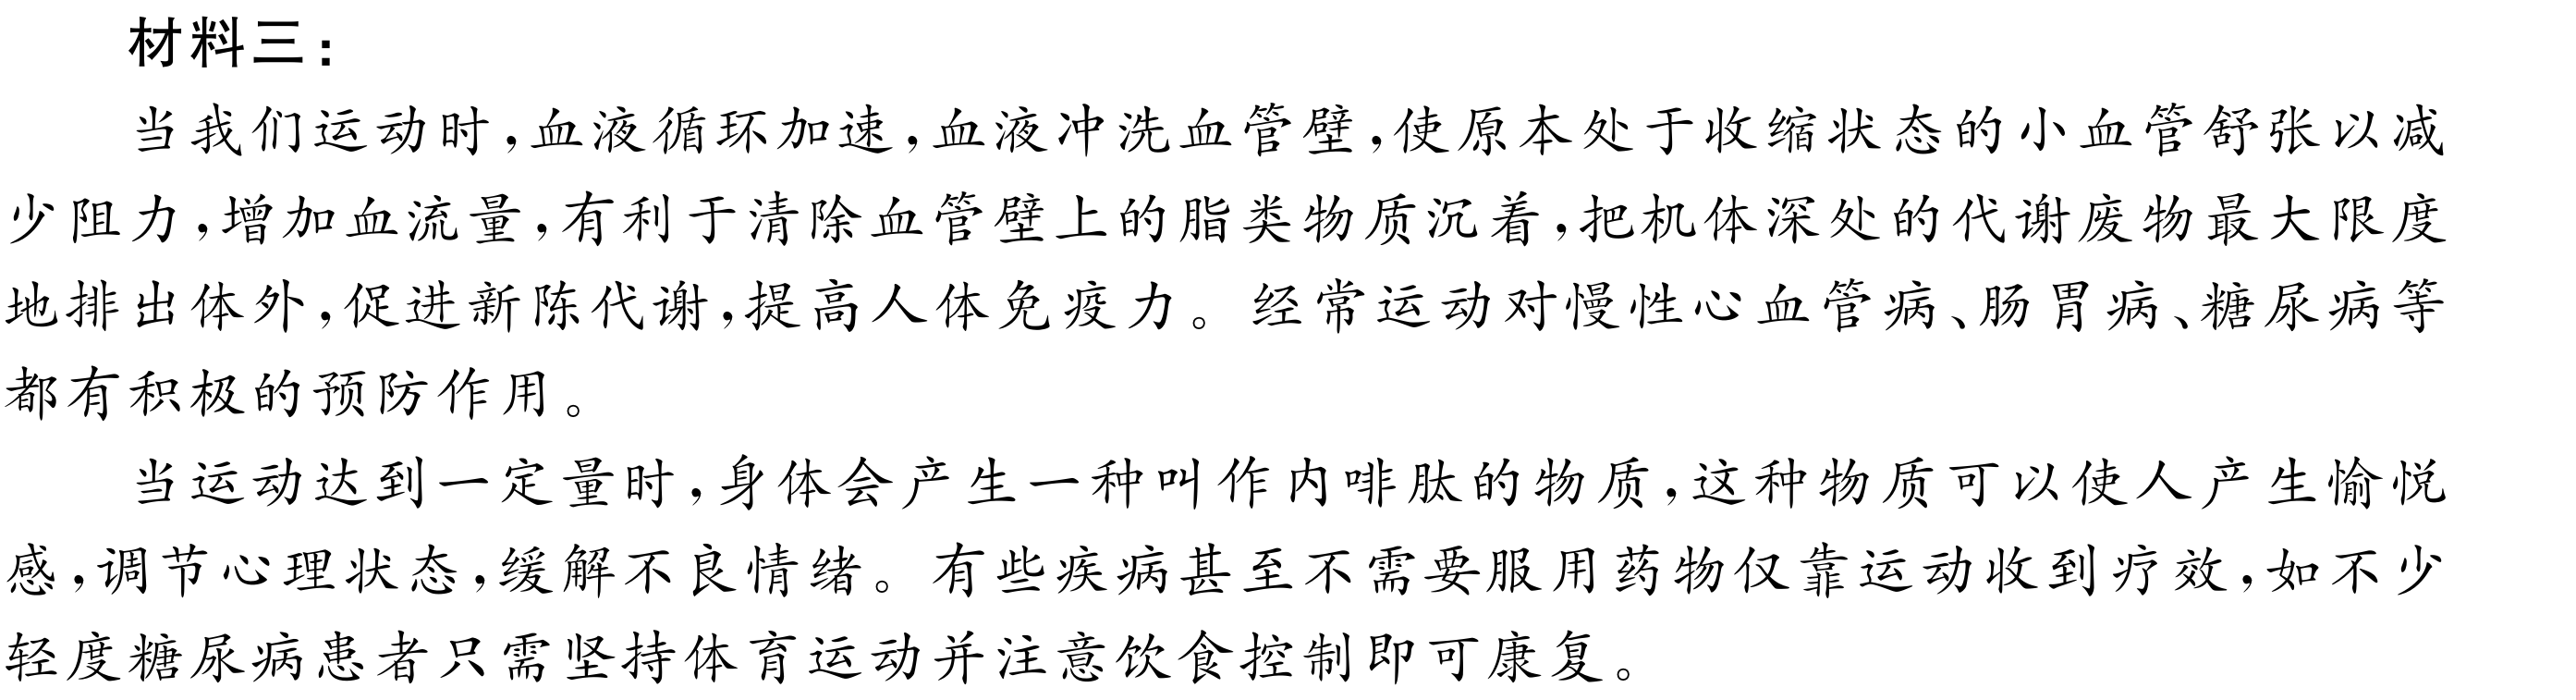 材料三：
当我们运动时，血液循环加速，血液冲洗血管壁，使原本处于收缩状态的小血管舒张以减
少阻力，增加血流量，有利于清除血管壁上的脂类物质沉着，把机体深处的代谢废物最大限度
地排出体外，促进新陈代谢，提高人体免疫力。经常运动对慢性心血管病、肠胃病、糖尿病等
都有积极的预防作用。
当运动达到一定量时，身体会产生一种叫作内啡肽的物质，这种物质可以使人产生愉悦
感，调节心理状态，缓解不良情绪。有些疾病甚至不需要服用药物仅靠运动收到疗效，如不少
轻度糖尿病患者只需坚持体育运动并注意饮食控制即可康复。